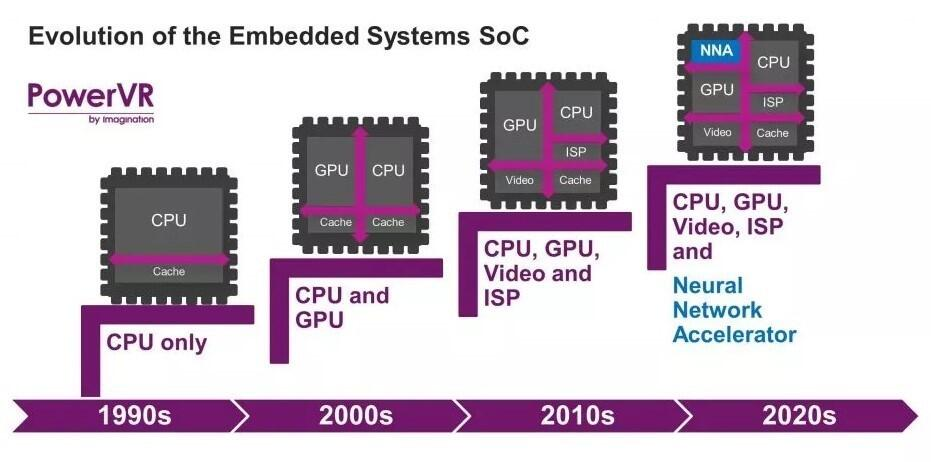 Evolution of the Embedded Systems SoC
PowerVR
by Imagination
CPU
Cache
CPU only
GPU
CPU
Cache
Cache
CPU and
GPU
GPU
CPU
ISP
Video
Cache
CPU, GPU,
Video and
ISP
NNA
CPU
GPU
ISP
Video
Cache
CPU, GPU,
Video, ISP
and
Neural
Network
Accelerator
1990s
2000s
2010s
2020s